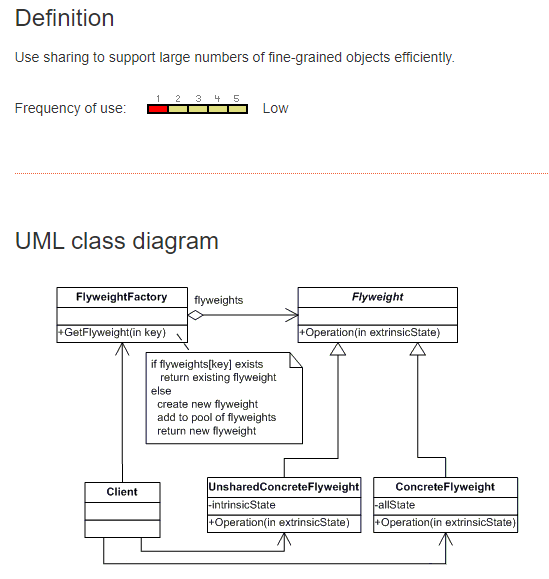 Definition
Use sharing to support large numbers of fine-grained objects efficiently.
1 2 3 4 5
Frequency of use: Low
UML class diagram
FlyweightFactory
flyweights
Flyweight
+GetFlyweight(in key)
+Operation(in extrinsicState)
if flyweights[key] exists
return existing flyweight
else
create new flyweight
add to pool of flyweights
return new flyweight
Client
UnsharedConcreteFlyweight
-intrinsicState
+Operation(in extrinsicState)
ConcreteFlyweight
-allState
+Operation(in extrinsicState)